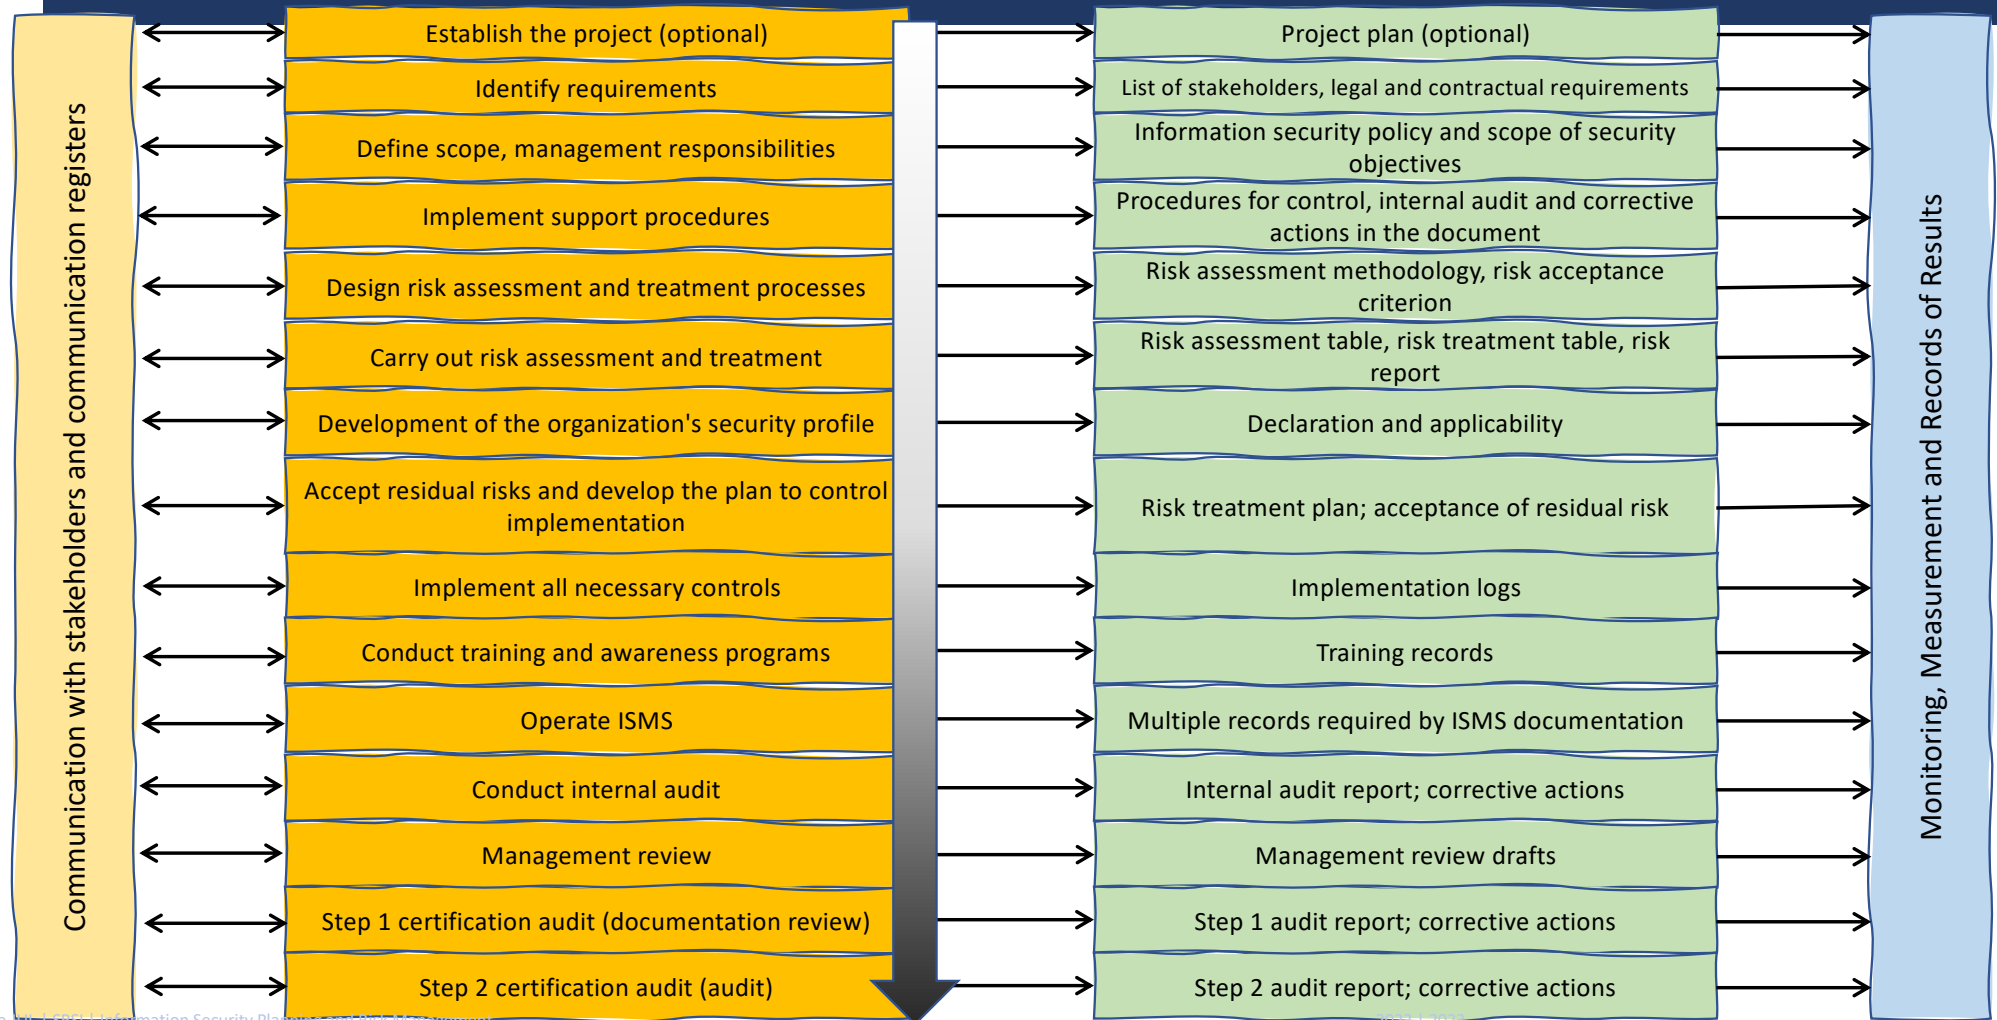 Communication with stakeholders and communication registers
Establish the project (optional)
Project plan (optional)
Identify requirements
List of stakeholders, legal and contractual requirements
Define scope, management responsibilities
Information security policy and scope of security
objectives
Implement support procedures
Procedures for control, internal audit and corrective
actions in the document
Design risk assessment and treatment processes
Risk assessment methodology, risk acceptance
criterion
Carry out risk assessment and treatment
Risk assessment table, risk treatment table, risk
report
Development of the organization's security profile
Declaration and applicability
Accept residual risks and develop the plan to control
implementation
Risk treatment plan; acceptance of residual risk
Implement all necessary controls
Implementation logs
Conduct training and awareness programs
Training records
Operate ISMS
Multiple records required by ISMS documentation
Conduct internal audit
Internal audit report; corrective actions
Management review
Management review drafts
Step 1 certification audit (documentation review)
Step 1 audit report; corrective actions
Step 2 certification audit (audit)
Step 2 audit report; corrective actions
Monitoring, Measurement and Records of Results
Information Security Planning and Risk Management